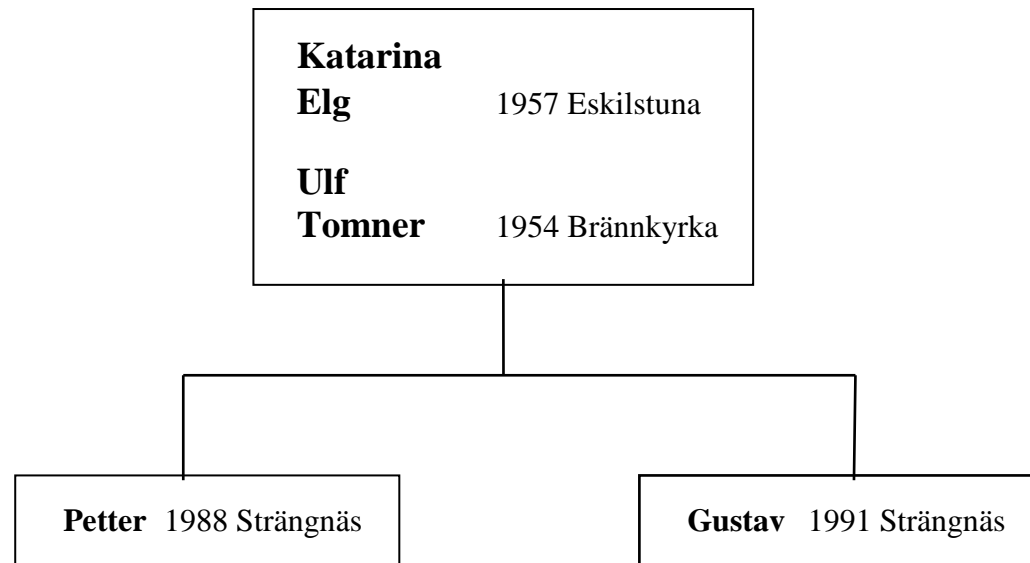 Katarina
Elg 1957 Eskilstuna
Ulf
Tomner 1954 Brännkyrka
Petter 1988 Strängnäs
Gustav 1991 Strängnäs